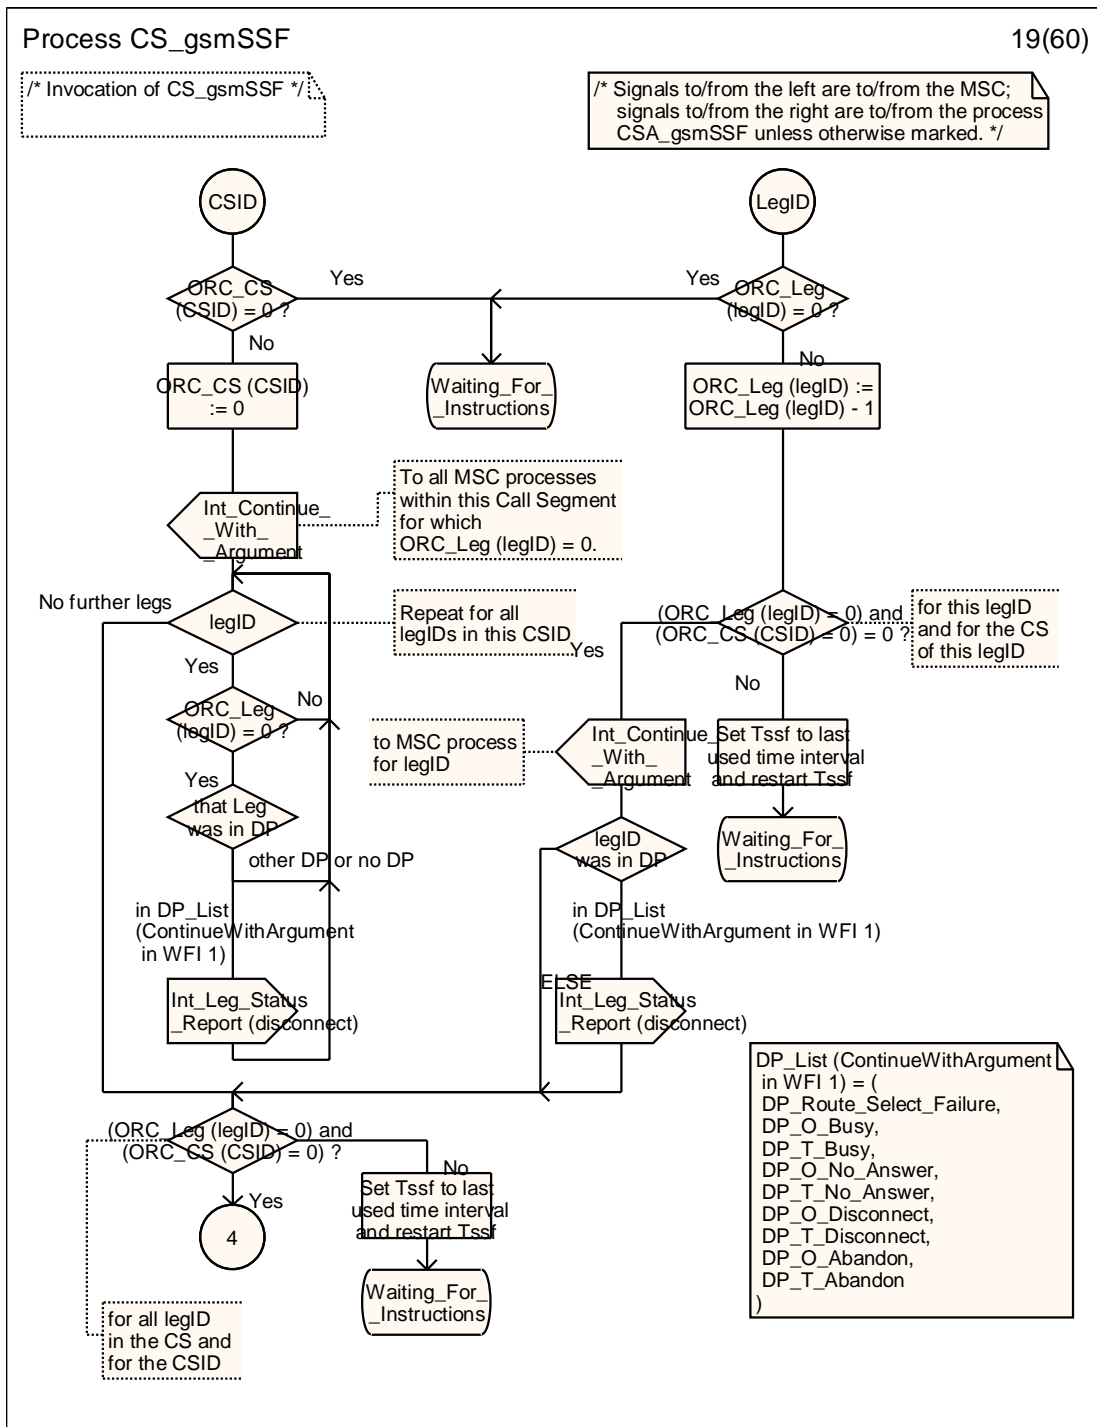 Process CS_gsmSSF
19(60)
/* Invocation of CS_gsmSSF */
/* Signals to/from the left are to/from the MSC;
signals to/from the right are to/from the process
CSA_gsmSSF unless otherwise marked. */
CSID
LegID
ORC_CS
(CSID) = 0 ?
Yes
Yes
ORC_Leg
(legID) = 0 ?
No
No
ORC_CS (CSID)
:= 0
Waiting_For_
_Instructions
ORC_Leg (legID) :=
ORC_Leg (legID) - 1
Int_Continue_
_With_
_Argument
To all MSC processes
within this Call Segment
for which
ORC_Leg (legID) = 0.
No further legs
legID
Repeat for all
legIDs in this CSID
(ORC_Leg (legID) = 0) and
(ORC_CS (CSID) = 0) = 0 ?
for this legID
and for the CS
of this legID
Yes
Yes
No
ORC_Leg
(legID) = 0 ?
No
to MSC process
for legID
Int_Continue_
_With_
_Argument
Set Tssf to last
used time interval
and restart Tssf
Yes
that Leg
was in DP
other DP or no DP
legID
was in DP
Waiting_For_
_Instructions
in DP_List
(ContinueWithArgument
in WFI 1)
in DP_List
(ContinueWithArgument in WFI 1)
ELSE
Int_Leg_Status
_Report (disconnect)
Int_Leg_Status
_Report (disconnect)
DP_List (ContinueWithArgument
in WFI 1) = (
DP_Route_Select_Failure,
DP_O_Busy,
DP_T_Busy,
DP_O_No_Answer,
DP_T_No_Answer,
DP_O_Disconnect,
DP_T_Disconnect,
DP_O_Abandon,
DP_T_Abandon
)
(ORC_Leg (legID) = 0) and
(ORC_CS (CSID) = 0) ?
No
Yes
Set Tssf to last
used time interval
and restart Tssf
4
Waiting_For_
_Instructions
for all legID
in the CS and
for the CSID